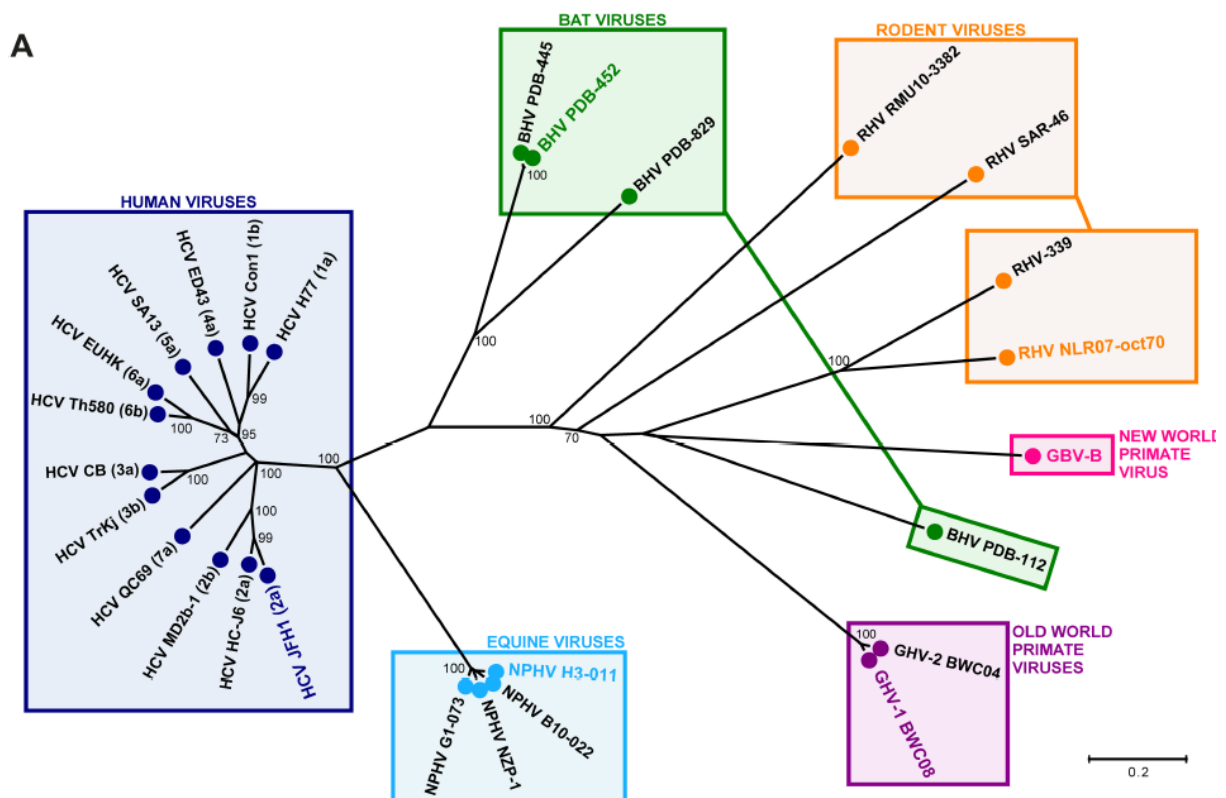 A
BAT VIRUSES
BHV PDB-445
BHV PDB-452
BHV PDB-829
100
100
RODENT VIRUSES
RHV RMU10-3382
RHV SAR-46
RHV-339
RHV NLR07-oct70
100
100
70
HUMAN VIRUSES
HCV H77 (1a)
HCV Con1 (1b)
HCV ED43 (4a)
HCV SA13 (5a)
HCV EUHK (6a)
HCV Th580 (6b)
HCV CB (3a)
HCV TrKj (3b)
HCV QC69 (7a)
HCV MD2b-1 (2b)
HCV HC-J6 (2a)
HCV JFH1 (2a)
99
95
73
100
100
100
100
99
100
NEW WORLD
PRIMATE
VIRUS
GBV-B
BHV PDB-112
EQUINE VIRUSES
100
NPHV H3-011
NPHV B10-022
NPHV NZP-1
NPHV G1-073
OLD WORLD
PRIMATE
VIRUSES
100
GHV-2 BWC04
GHV-1 BWC08
0.2